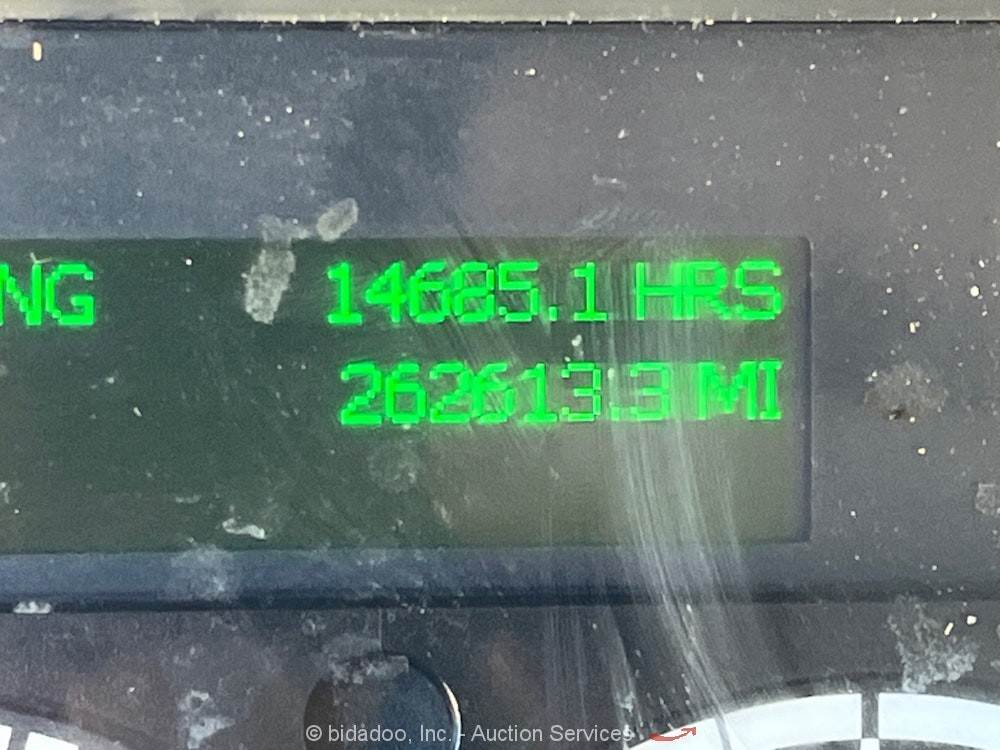 NG 14685.1 HRS
262613.3 MI
© bidadoo, Inc. - Auction Services